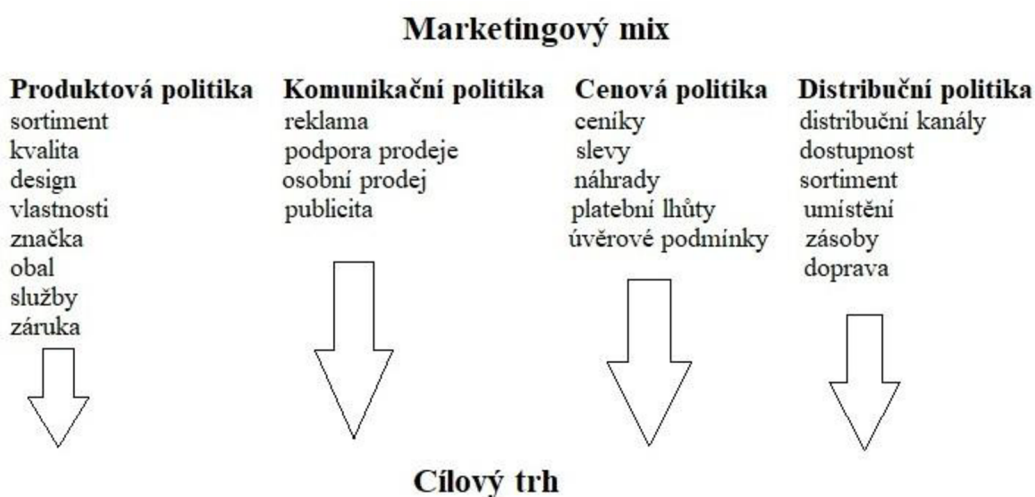 Marketingový mix
Produktová politika
sortiment
kvalita
design
vlastnosti
značka
obal
služby
záruka
Komunikační politika
reklama
podpora prodeje
osobní prodej
publicita
Cenová politika
ceníky
slevy
náhrady
platební lhůty
úvěrové podmínky
Distribuční politika
distribuční kanály
dostupnost
sortiment
umístění
zásoby
doprava
Cílový trh